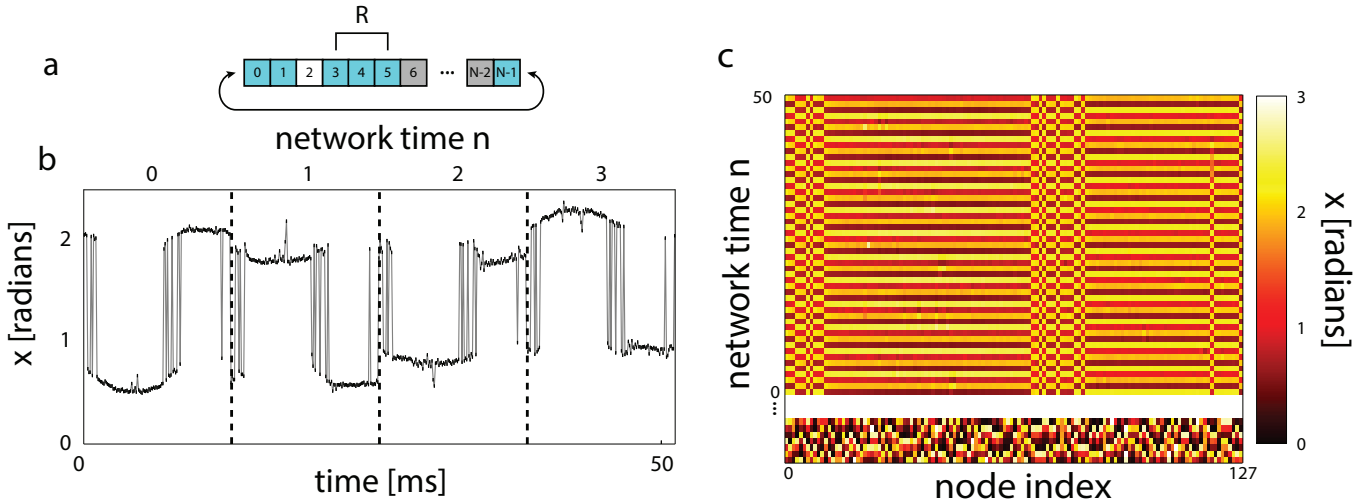 a
R
0 1 2 3 4 5 6 ... N-2 N-1
network time n
b
0 1 2 3
x [radians]
2
1
0
0 50
time [ms]
c
network time n
50
0
...
0 127
node index
3
2
1
0
x [radians]